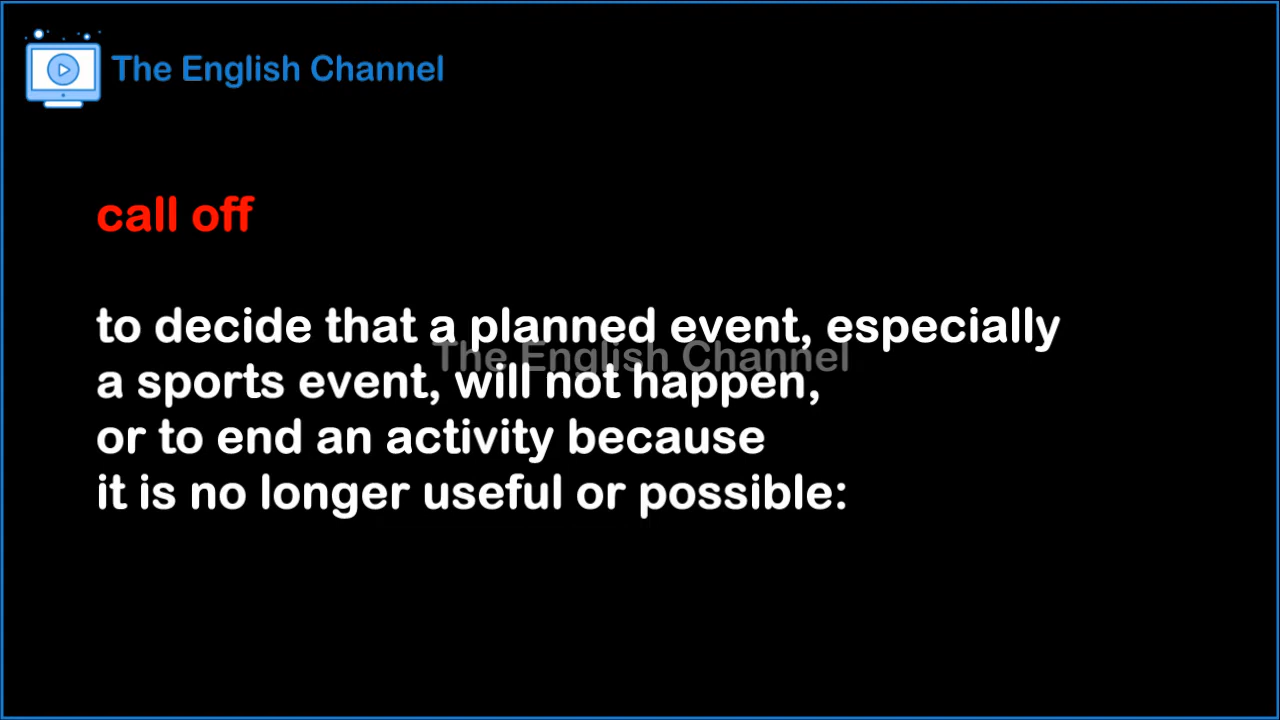 The English Channel
call off
to decide that a planned event, especially
The English Channel
a sports event, will not happen,
or to end an activity because
it is no longer useful or possible: